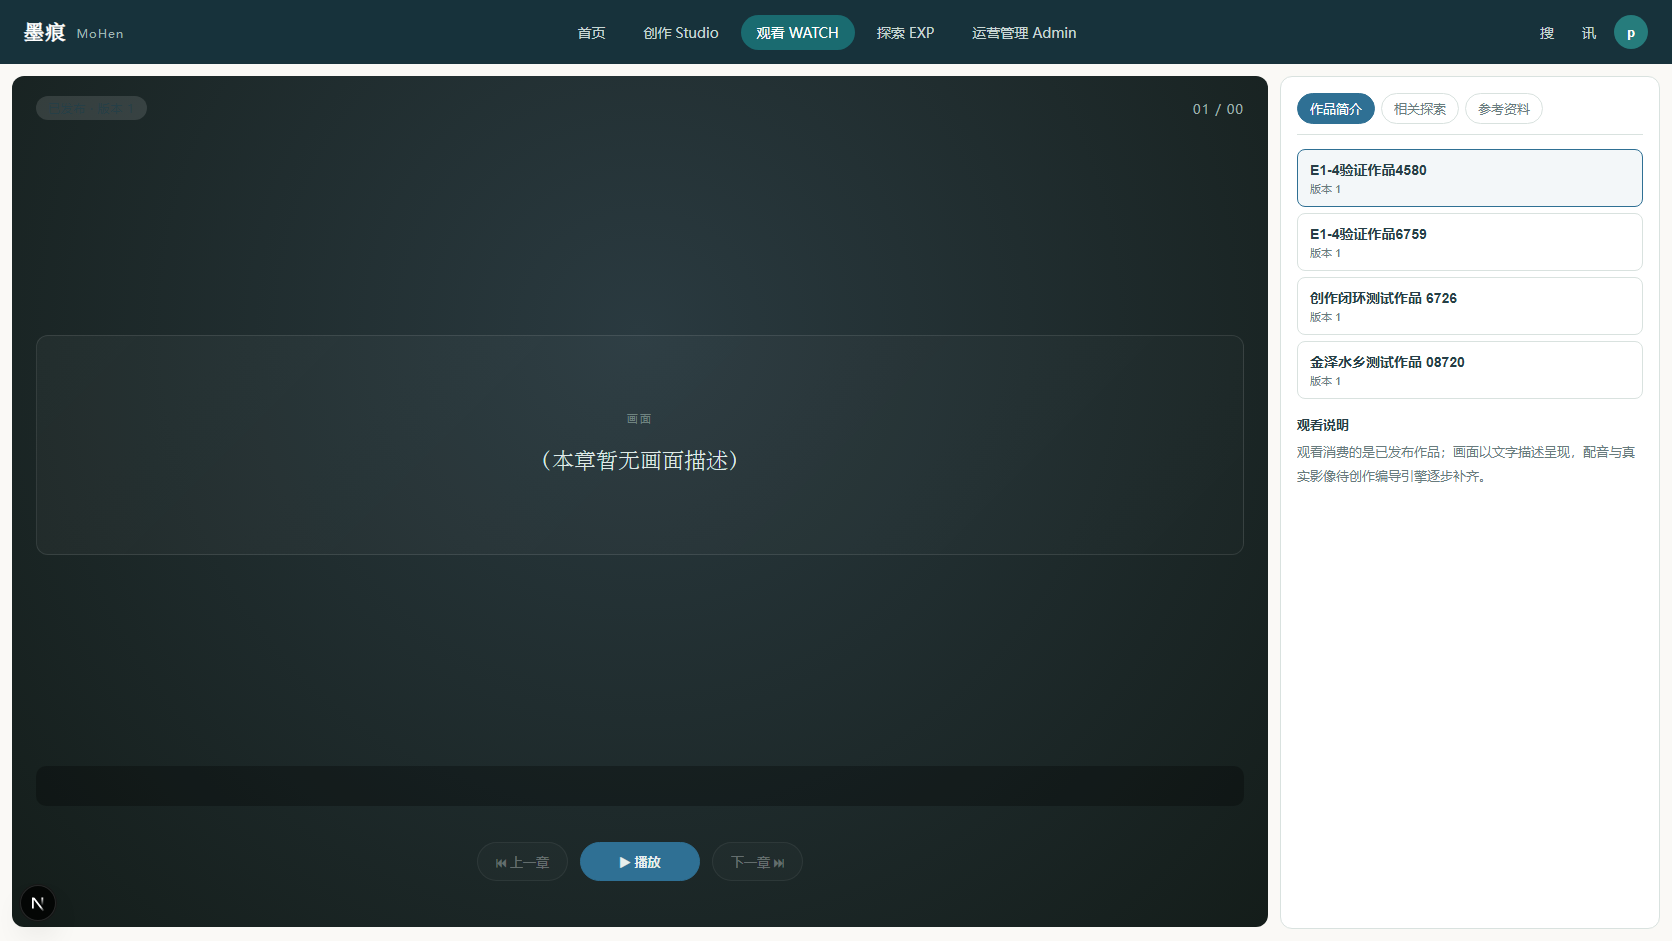 墨痕 MoHen
首页
创作 Studio
观看 WATCH
探索 EXP
运营管理 Admin
搜
讯
p
01 / 00
画面
（本章暂无画面描述）
⏮ 上一章
▶ 播放
下一章 ⏭
N
作品简介
相关探索
参考资料
E1-4验证作品4580
版本 1
E1-4验证作品6759
版本 1
创作闭环测试作品 6726
版本 1
金泽水乡测试作品 08720
版本 1
观看说明
观看消费的是已发布作品；画面以文字描述呈现，配音与真
实影像待创作编导引擎逐步补齐。